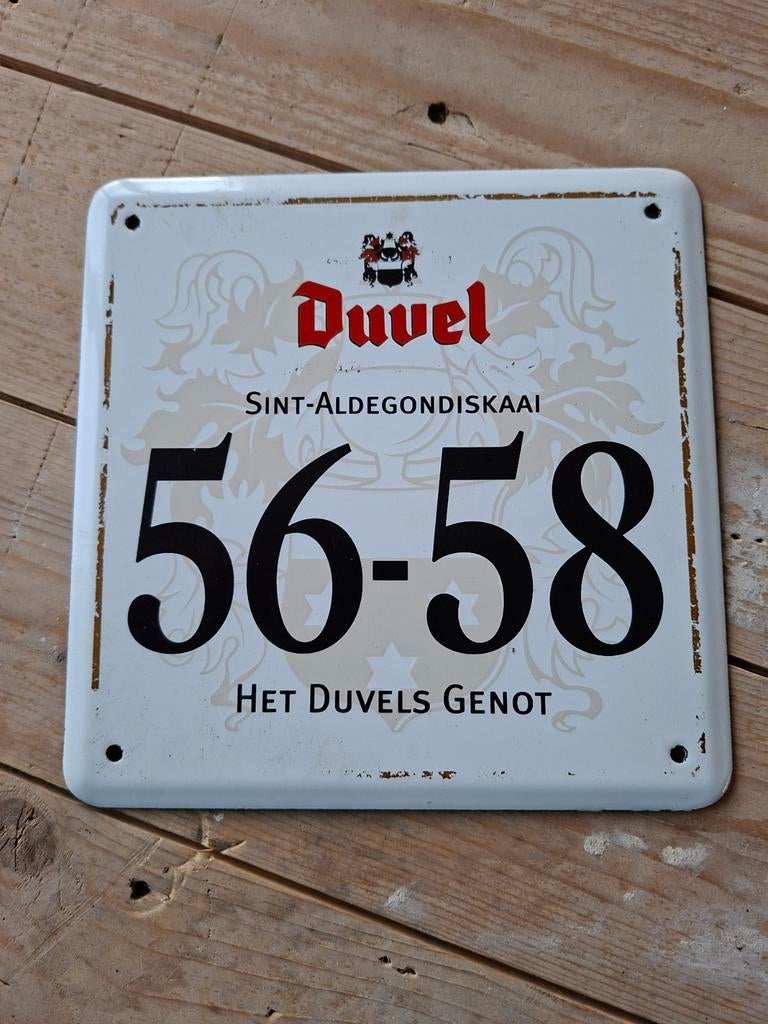 Duvel
Sint-Aldegondiskaai
56-58
Het Duvels Genot